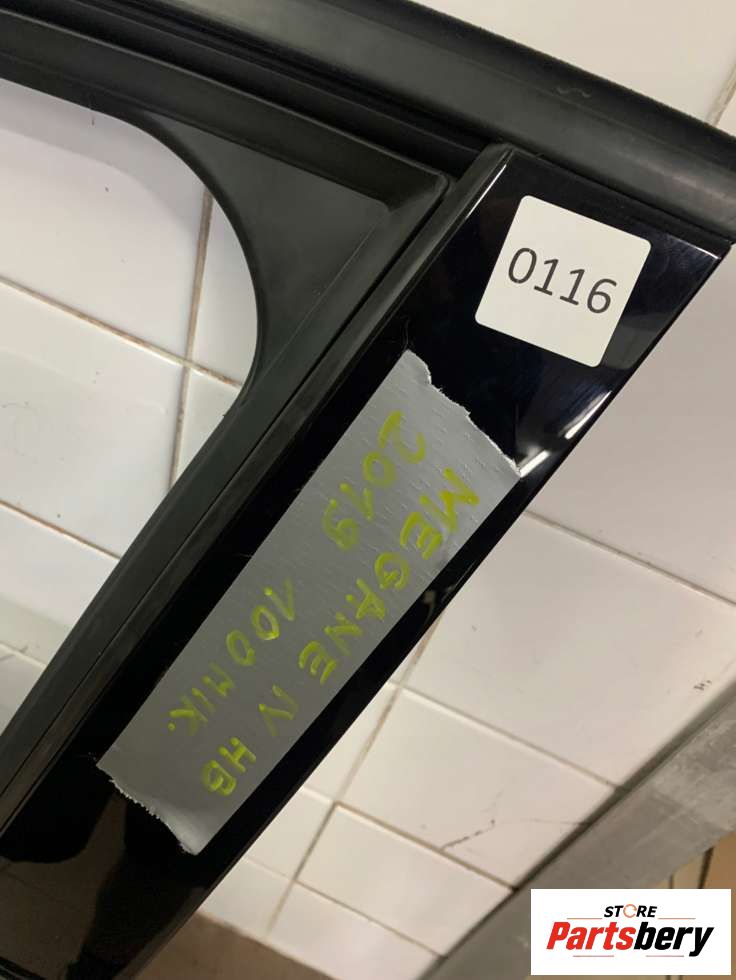 0116
MEGANE IV HB
2019 100MIK.
STORE
Partsbery